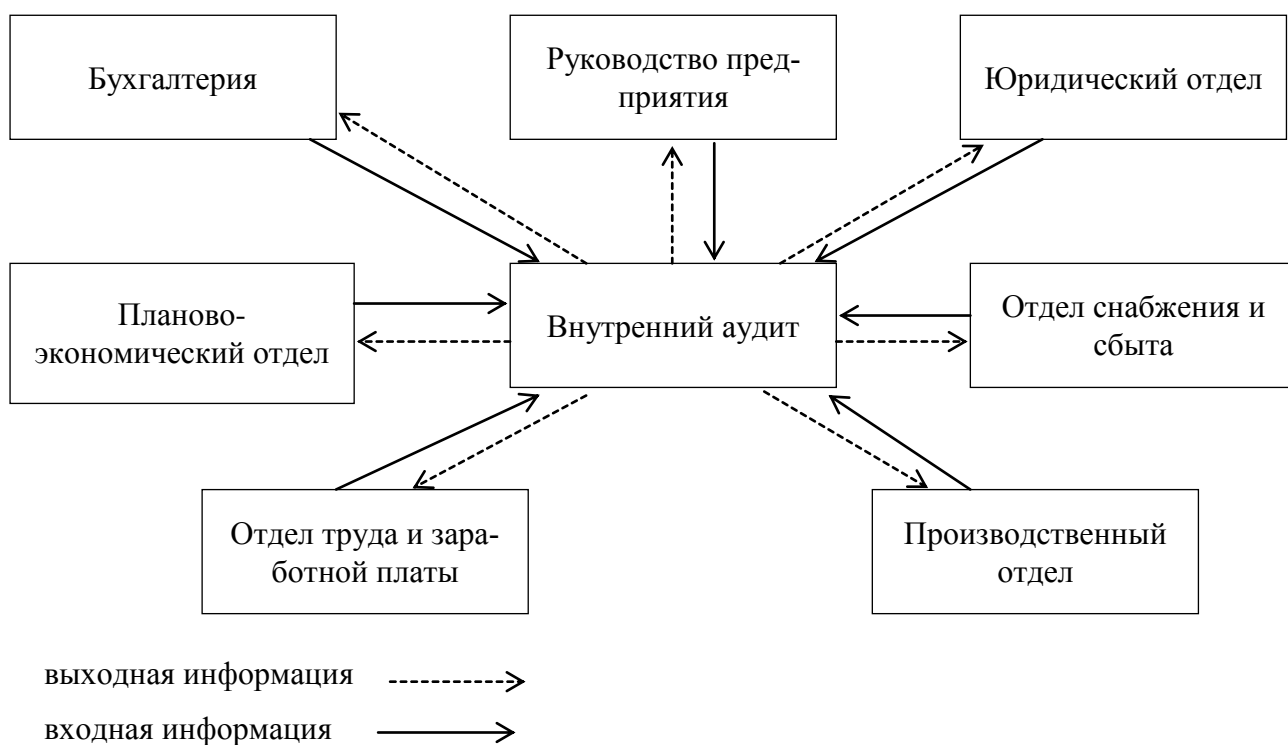 Бухгалтерия
Руководство пред-
приятия
Юридический отдел
Планово-
экономический отдел
Внутренний аудит
Отдел снабжения и
сбыта
Отдел труда и зара-
ботной платы
Производственный
отдел
выходная информация
входная информация